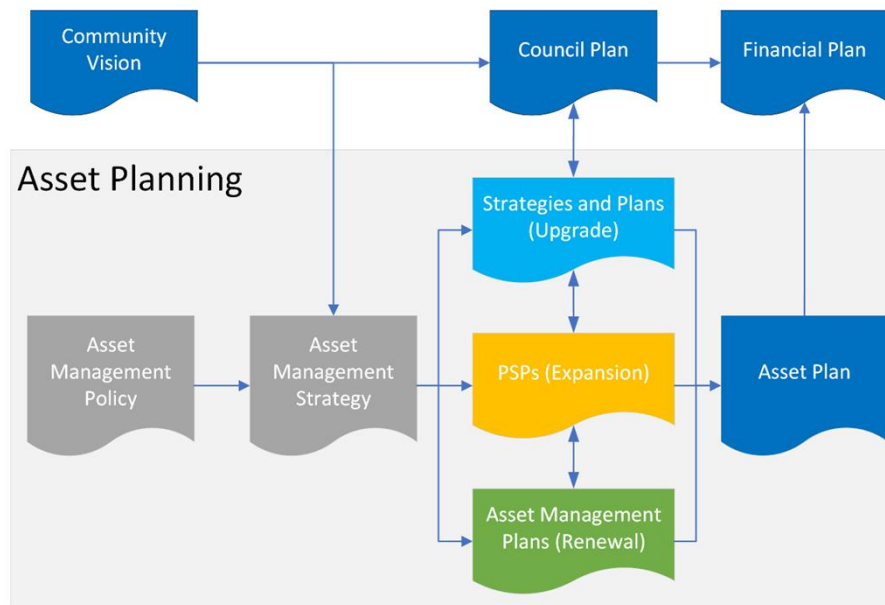 Community
Vision
Council Plan
Financial Plan
Asset Planning
Strategies and Plans
(Upgrade)
Asset
Management
Policy
Asset
Management
Strategy
PSPs (Expansion)
Asset Plan
Asset Management
Plans (Renewal)